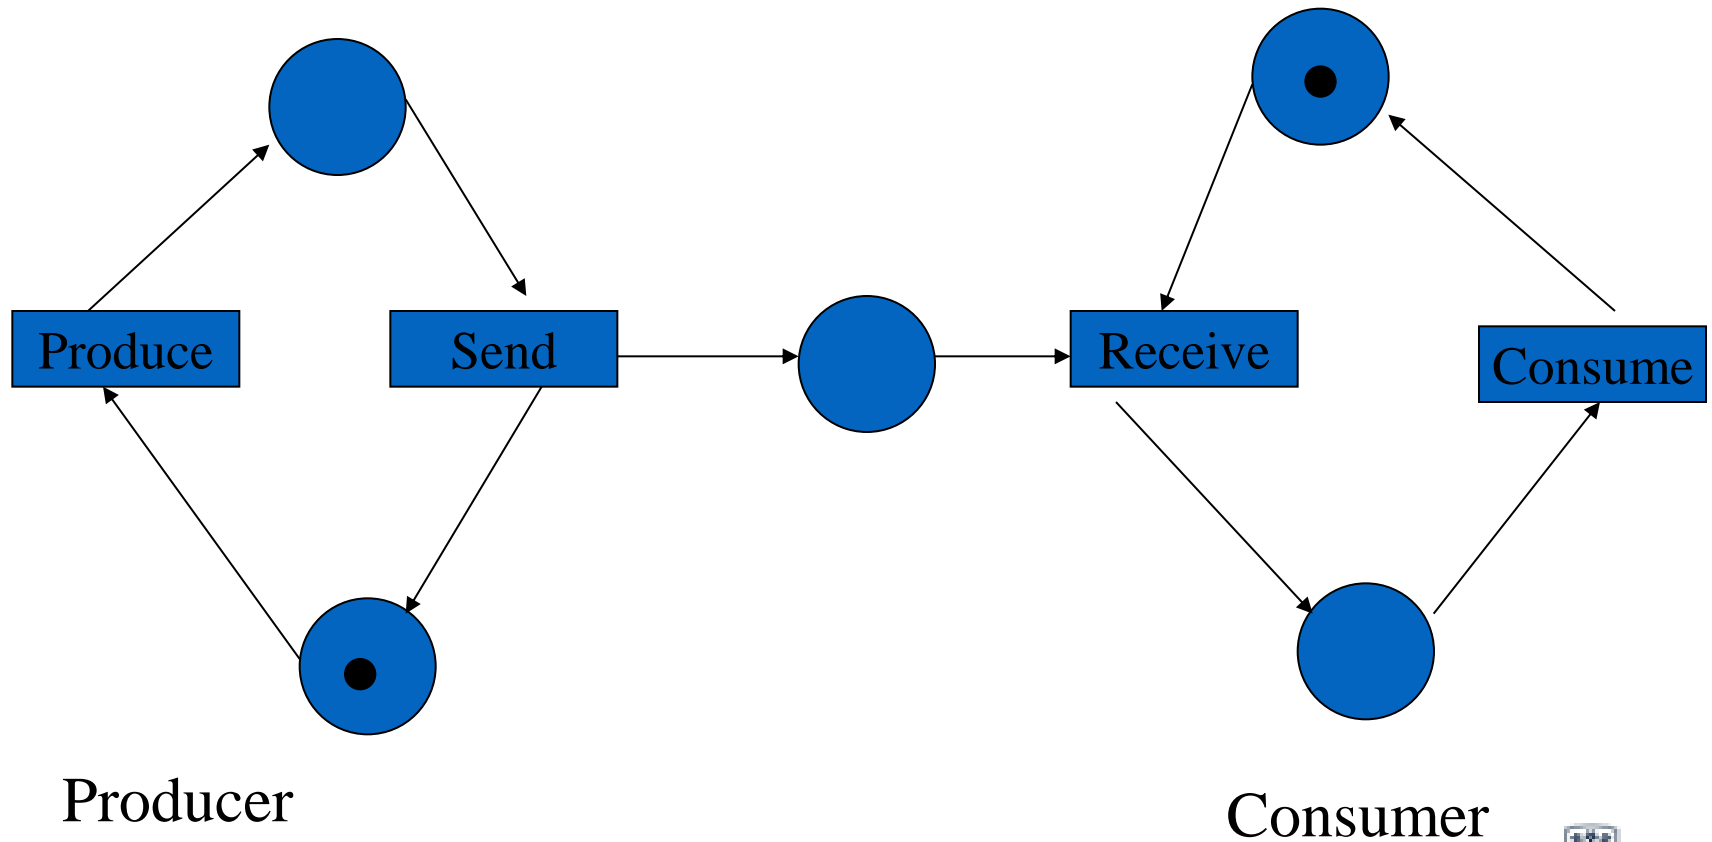 Produce
Send
Receive
Consume
Producer
Consumer